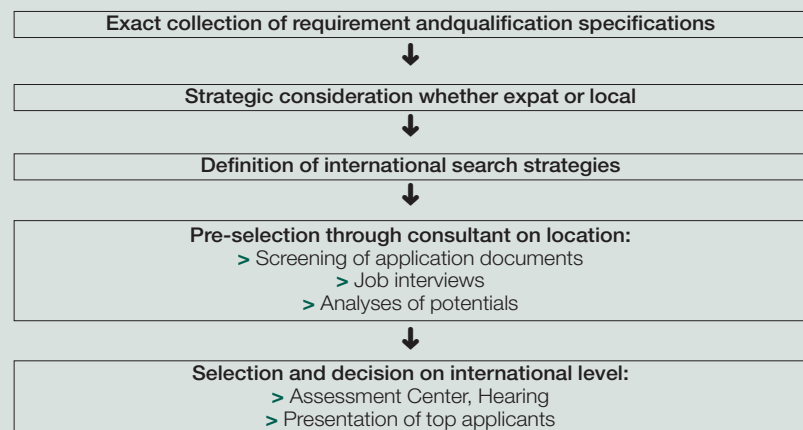 Exact collection of requirement andqualification specifications
Strategic consideration whether expat or local
Definition of international search strategies
Pre-selection through consultant on location:
> Screening of application documents
> Job interviews
> Analyses of potentials
Selection and decision on international level:
> Assessment Center, Hearing
> Presentation of top applicants